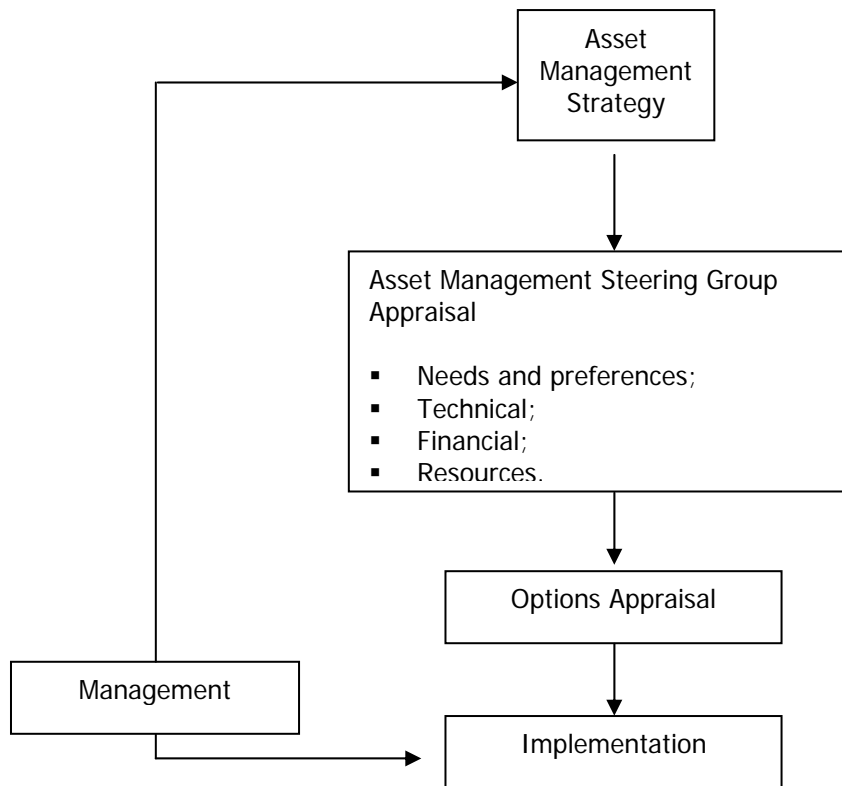 Asset
Management
Strategy
Asset Management Steering Group
Appraisal
▪ Needs and preferences;
▪ Technical;
▪ Financial;
▪ Resources.
Options Appraisal
Management
Implementation